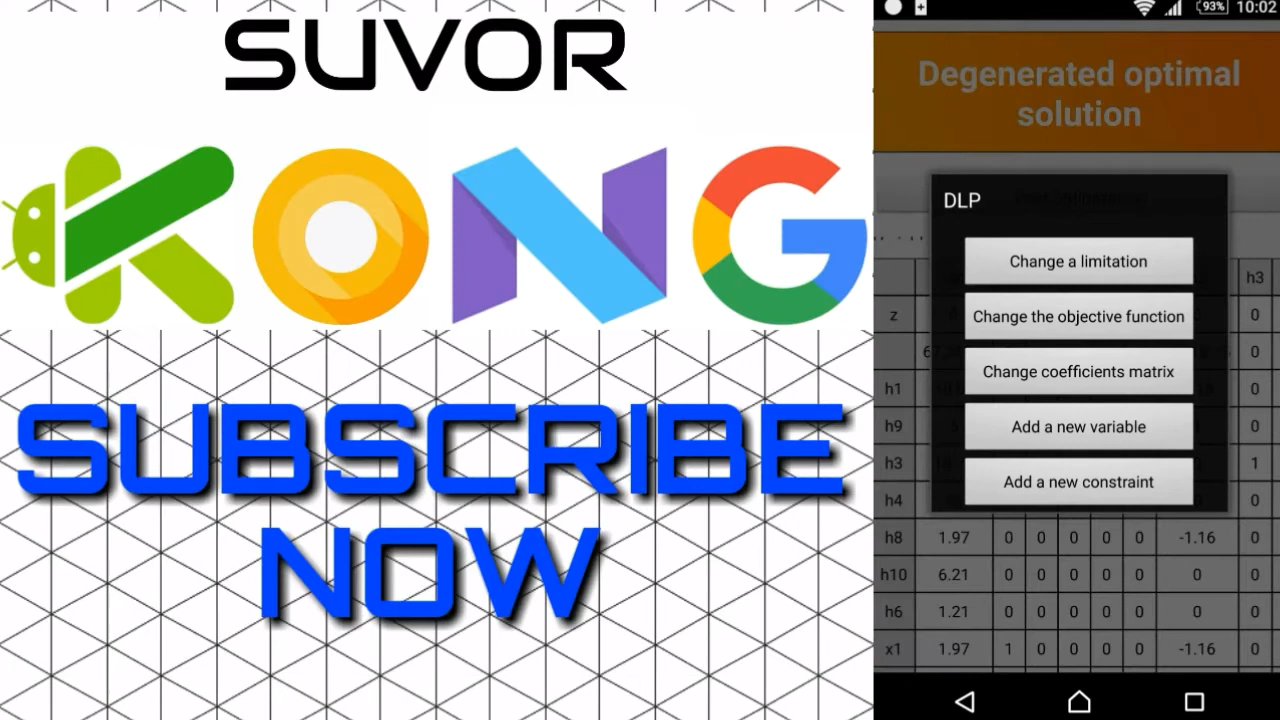 SUVOR
KONG
SUBSCRIBE
NOW
93%
10:02
Degenerated optimal
solution
DLP
Change a limitation
Change the objective function
Change coefficients matrix
Add a new variable
Add a new constraint
h3
z 0
0
h1 0
h9 0
h3 1
h4 0
h8 1.97 0 0 0 0 0 -1.16 0
h10 6.21 0 0 0 0 0 0 0
h6 1.21 0 0 0 0 0 0 0
x1 1.97 1 0 0 0 0 -1.16 0